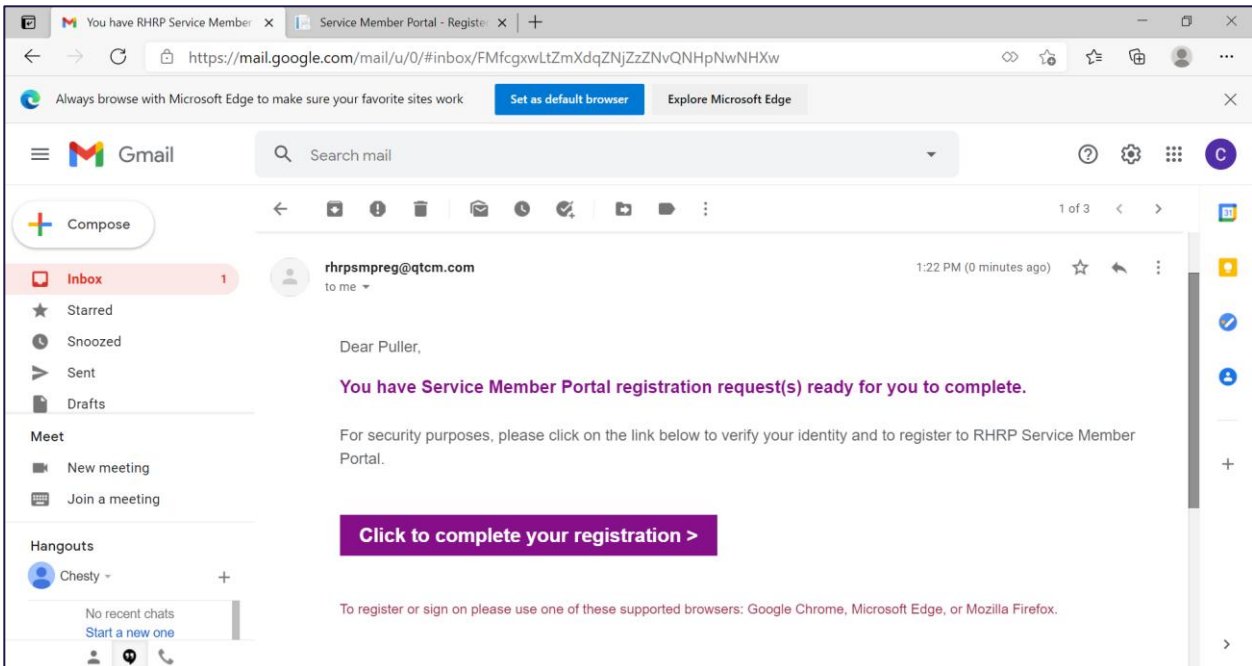 You have RHRP Service Member
Service Member Portal - Register
https://mail.google.com/mail/u/0/#inbox/FMfcgxwLtZmXdqZNjZzZNvQNHpNwNHXw
Always browse with Microsoft Edge to make sure your favorite sites work
Set as default browser
Explore Microsoft Edge
Gmail
Search mail
C
Compose
1 of 3
31
Inbox 1
rhrpsmpreg@qtcm.com
1:22 PM (0 minutes ago)
to me
Starred
Snoozed
Sent
Drafts
Dear Puller,
You have Service Member Portal registration request(s) ready for you to complete.
For security purposes, please click on the link below to verify your identity and to register to RHRP Service Member
Portal.
Meet
New meeting
Join a meeting
Click to complete your registration >
Hangouts
Chesty
No recent chats
Start a new one
To register or sign on please use one of these supported browsers: Google Chrome, Microsoft Edge, or Mozilla Firefox.